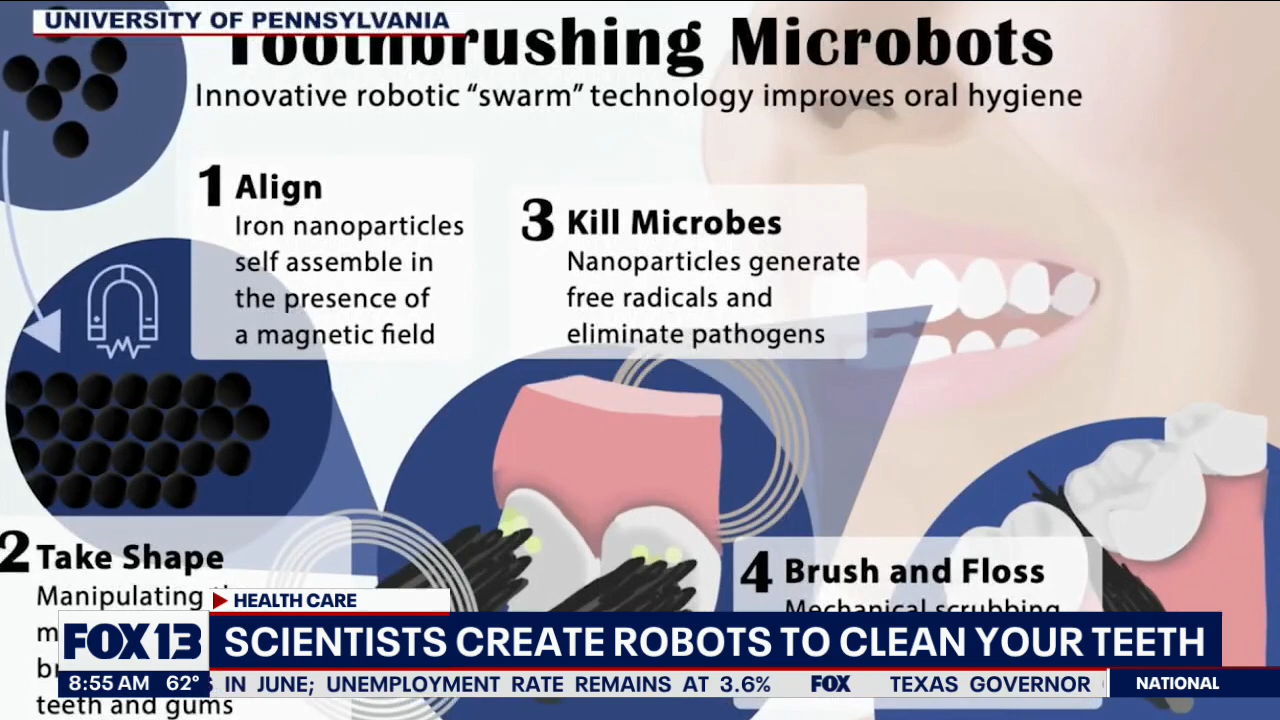 UNIVERSITY OF PENNSYLVANIA
Toothbrushing Microbots
Innovative robotic “swarm” technology improves oral hygiene
1 Align
Iron nanoparticles
self assemble in
the presence of
a magnetic field
3 Kill Microbes
Nanoparticles generate
free radicals and
eliminate pathogens
2 Take Shape
Manipulating
teeth and gums
4 Brush and Floss
Mechanical scrubbing
HEALTH CARE
FOX 13
SCIENTISTS CREATE ROBOTS TO CLEAN YOUR TEETH
8:55 AM 62°
IN JUNE; UNEMPLOYMENT RATE REMAINS AT 3.6% FOX TEXAS GOVERNOR
NATIONAL